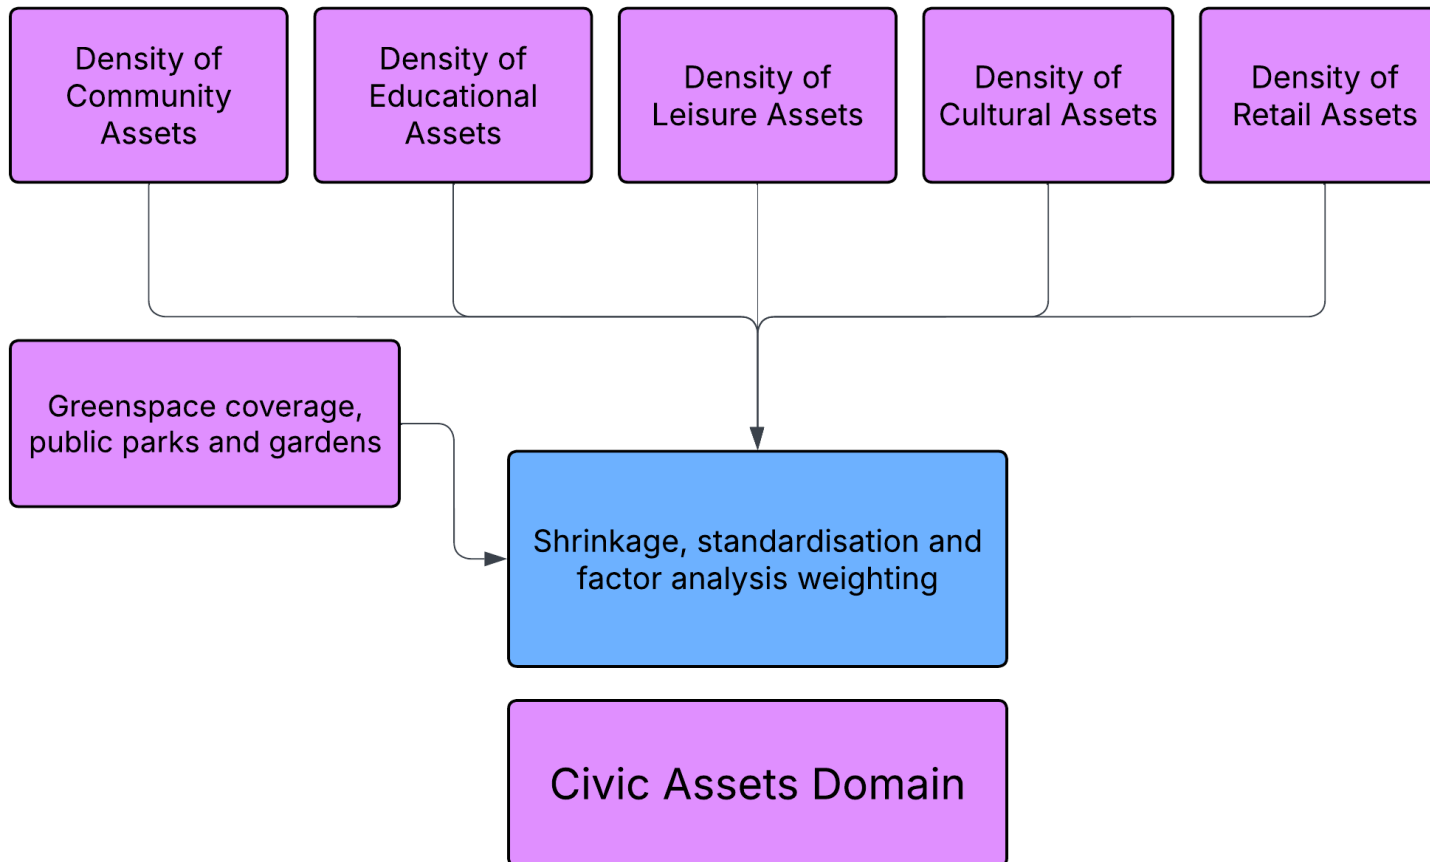 Density of
Community
Assets
Density of
Educational
Assets
Density of
Leisure Assets
Density of
Cultural Assets
Density of
Retail Assets
Greenspace coverage,
public parks and gardens
Shrinkage, standardisation and
factor analysis weighting
Civic Assets Domain